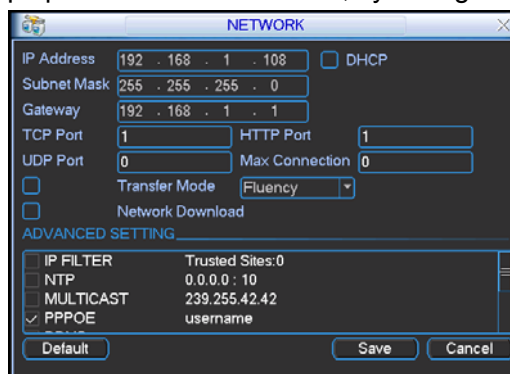 NETWORK
IP Address 192 . 168 . 1 . 108 DHCP
Subnet Mask 255 . 255 . 255 . 0
Gateway 192 . 168 . 1 . 1
TCP Port 1 HTTP Port 1
UDP Port 0 Max Connection 0
Transfer Mode Fluency
Network Download
ADVANCED SETTING
IP FILTER Trusted Sites:0
NTP 0.0.0.0 : 10
MULTICAST 239.255.42.42
PPPOE username
Default Save Cancel